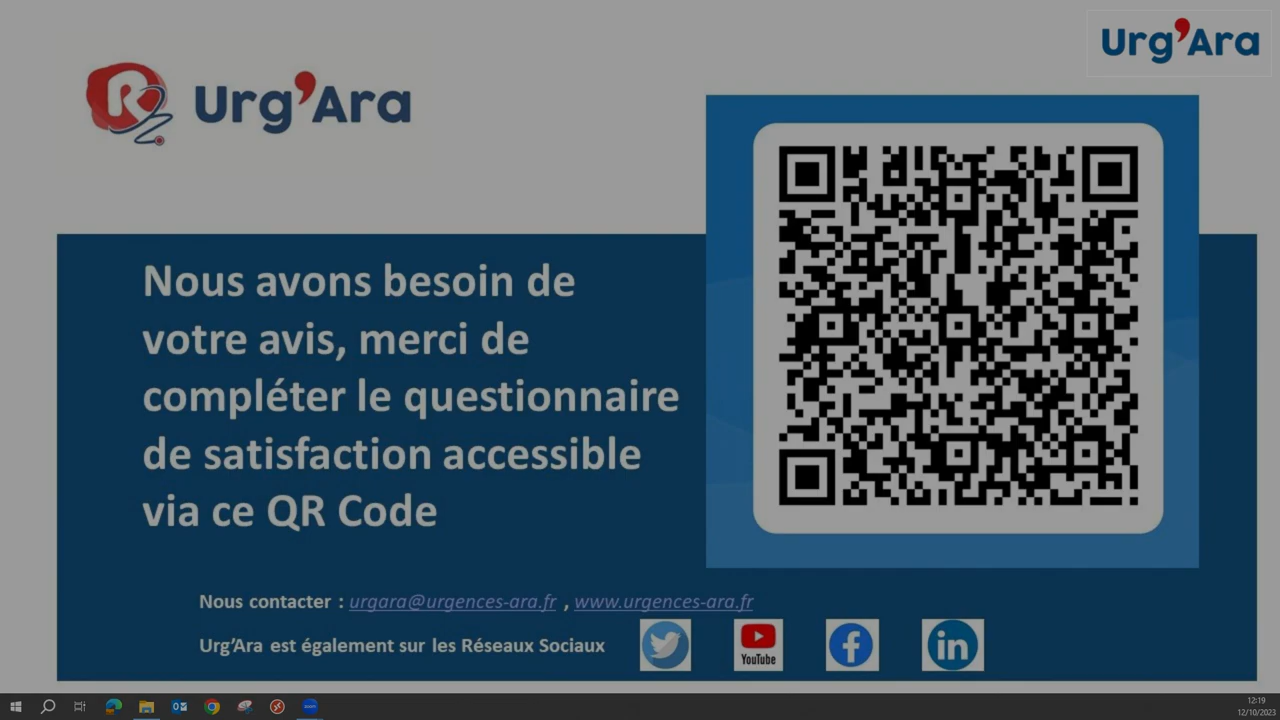 Urg'Ara
Urg'Ara
Nous avons besoin de
votre avis, merci de
compléter le questionnaire
de satisfaction accessible
via ce QR Code
Nous contacter : urgara@urgences-ara.fr , www.urgences-ara.fr
Urg'Ara est également sur les Réseaux Sociaux
YouTube
in
12:19
12/10/2023